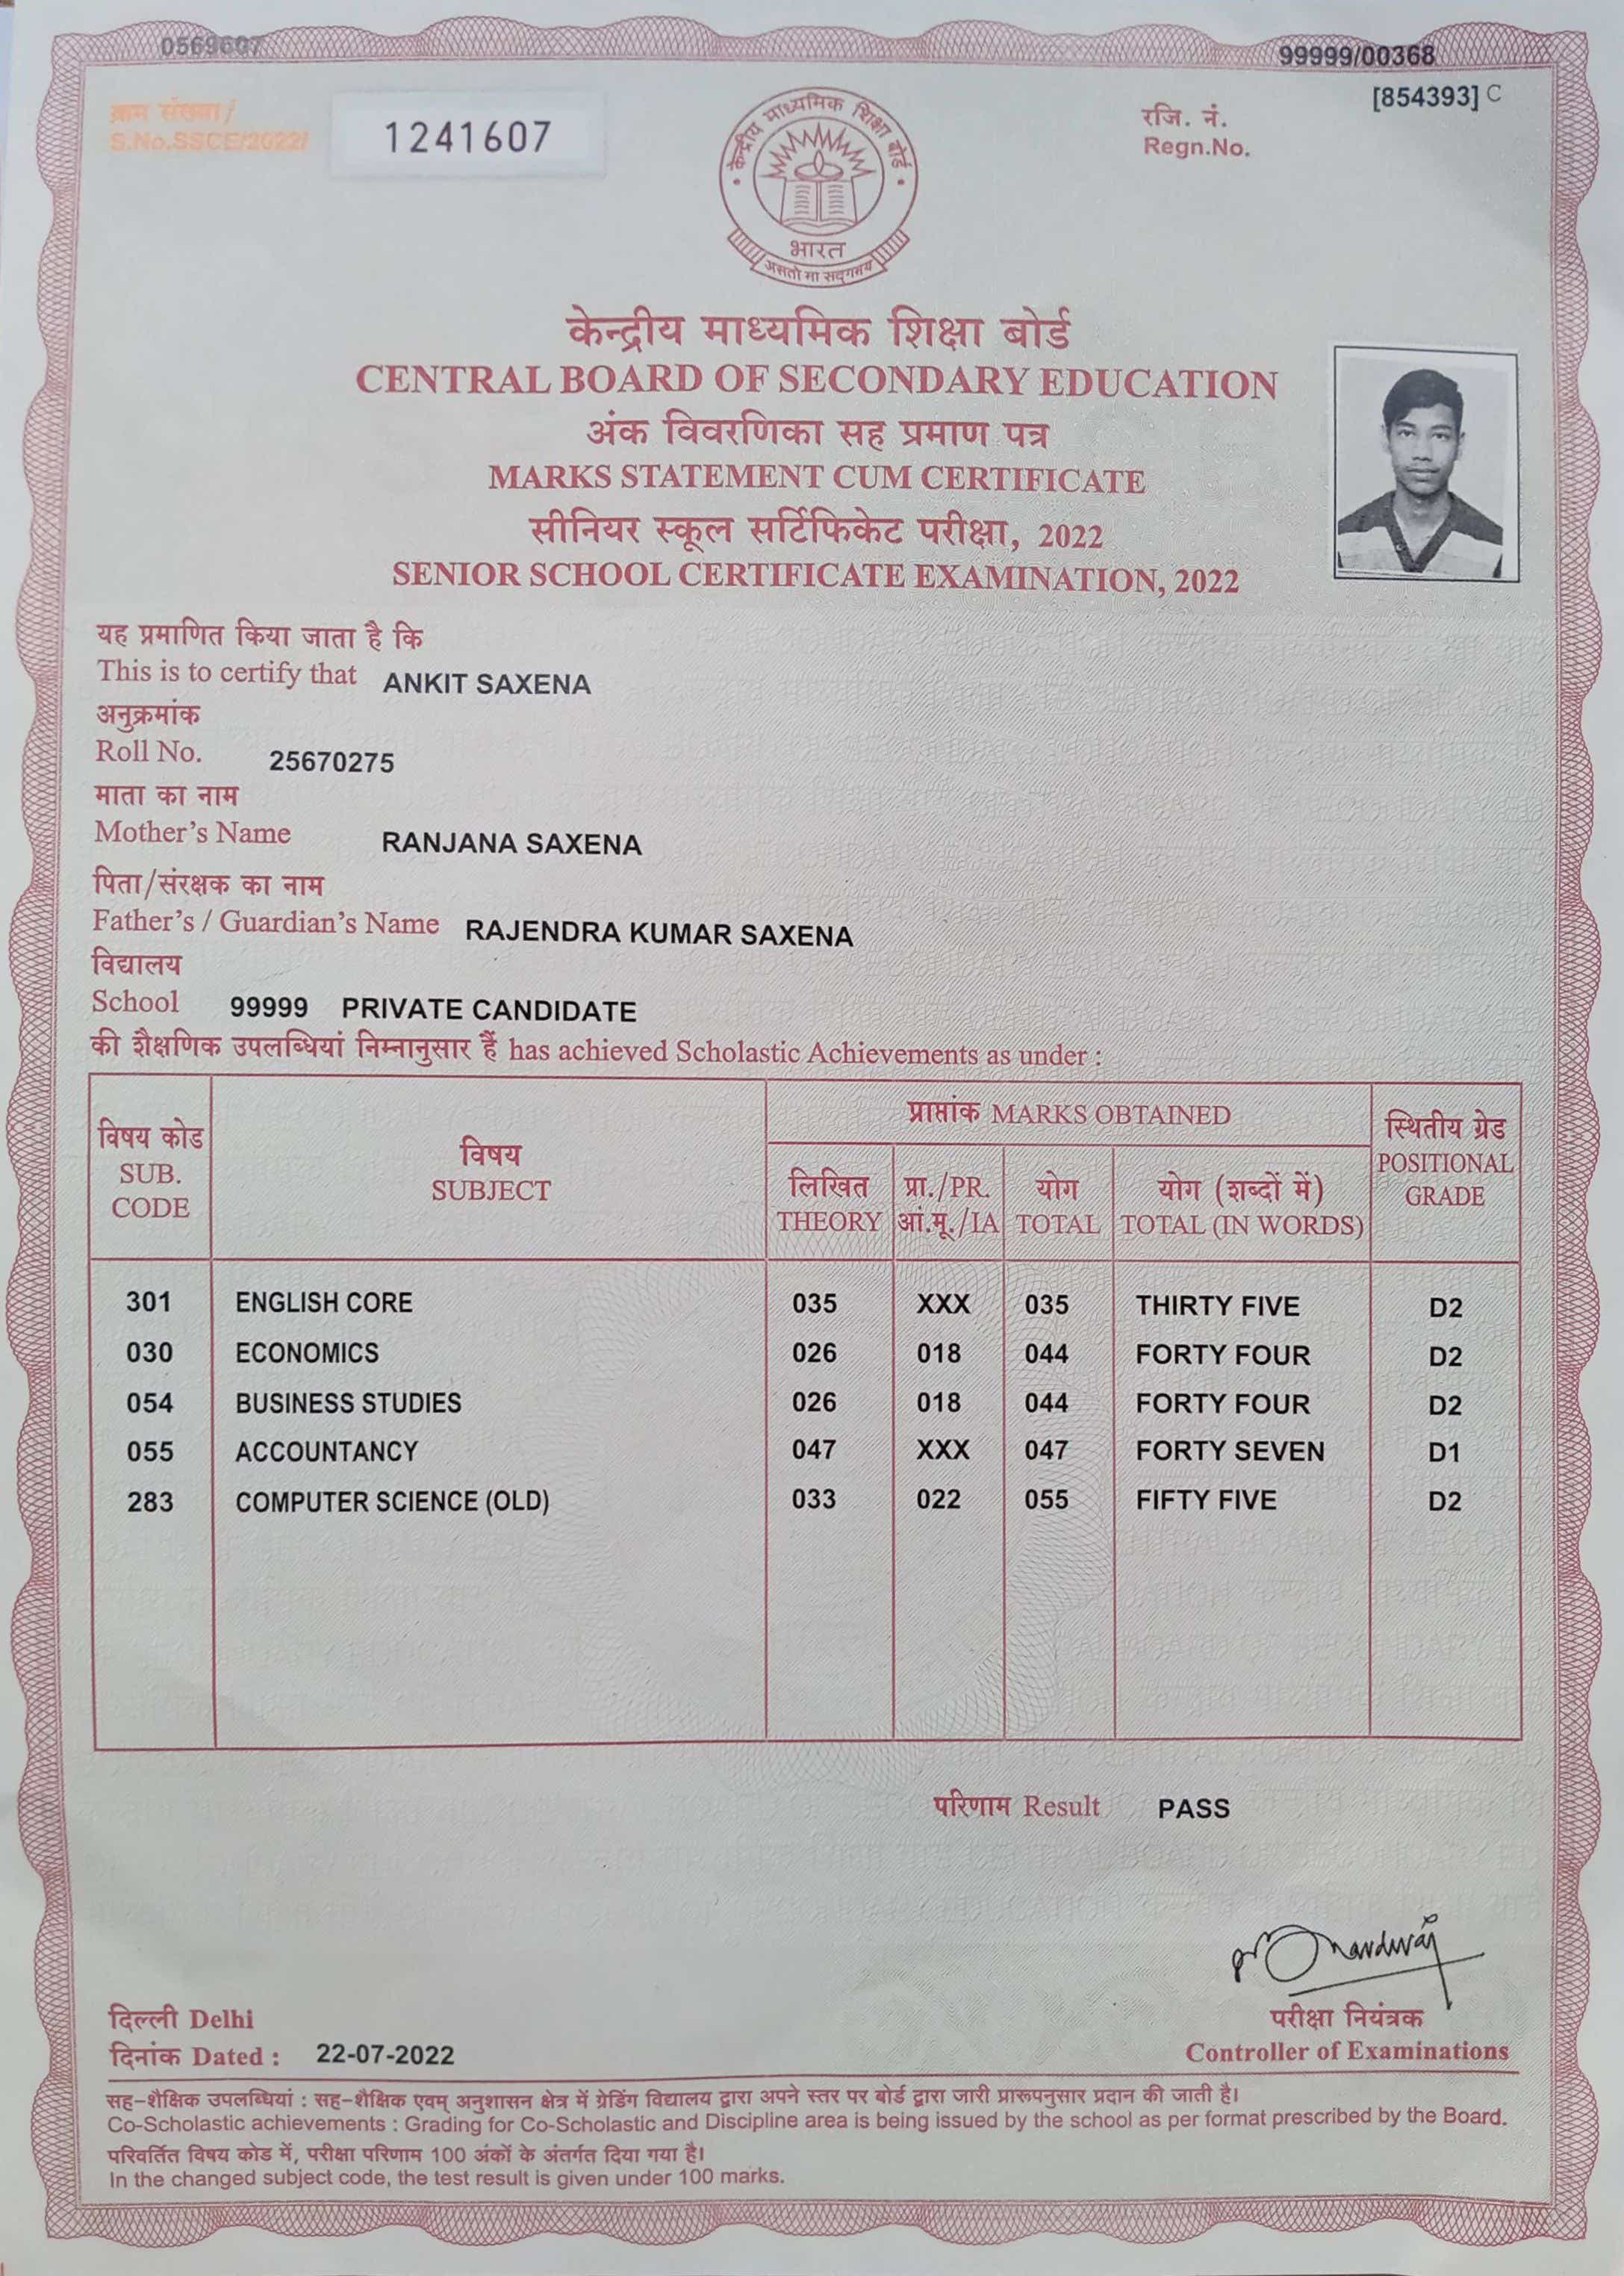 0569607
99999/00368
[854393] C
क्रम संख्या /
S.No.SSCE/2022/
1241607
रजि. नं.
Regn.No.
केन्द्रीय माध्यमिक शिक्षा बोर्ड
भारत
असतो मा सद्गमय
केन्द्रीय माध्यमिक शिक्षा बोर्ड
CENTRAL BOARD OF SECONDARY EDUCATION
अंक विवरणिका सह प्रमाण पत्र
MARKS STATEMENT CUM CERTIFICATE
सीनियर स्कूल सर्टिफिकेट परीक्षा, 2022
SENIOR SCHOOL CERTIFICATE EXAMINATION, 2022
यह प्रमाणित किया जाता है कि
This is to certify that ANKIT SAXENA
अनुक्रमांक
Roll No. 25670275
माता का नाम
Mother's Name RANJANA SAXENA
पिता/संरक्षक का नाम
Father's / Guardian's Name RAJENDRA KUMAR SAXENA
विद्यालय
School 99999 PRIVATE CANDIDATE
की शैक्षणिक उपलब्धियां निम्नानुसार हैं has achieved Scholastic Achievements as under :
विषय कोड
SUB.
CODE
विषय
SUBJECT
प्राप्तांक MARKS OBTAINED
लिखित
THEORY
प्रा./PR.
आं.मू./IA
योग
TOTAL
योग (शब्दों में)
TOTAL (IN WORDS)
स्थितीय ग्रेड
POSITIONAL
GRADE
301 ENGLISH CORE 035 XXX 035 THIRTY FIVE D2
030 ECONOMICS 026 018 044 FORTY FOUR D2
054 BUSINESS STUDIES 026 018 044 FORTY FOUR D2
055 ACCOUNTANCY 047 XXX 047 FORTY SEVEN D1
283 COMPUTER SCIENCE (OLD) 033 022 055 FIFTY FIVE D2
परिणाम Result PASS
दिल्ली Delhi
दिनांक Dated : 22-07-2022
परीक्षा नियंत्रक
Controller of Examinations
सह-शैक्षिक उपलब्धियां : सह-शैक्षिक एवम् अनुशासन क्षेत्र में ग्रेडिंग विद्यालय द्वारा अपने स्तर पर बोर्ड द्वारा जारी प्रारूपनुसार प्रदान की जाती है।
Co-Scholastic achievements : Grading for Co-Scholastic and Discipline area is being issued by the school as per format prescribed by the Board.
परिवर्तित विषय कोड में, परीक्षा परिणाम 100 अंकों के अंतर्गत दिया गया है।
In the changed subject code, the test result is given under 100 marks.